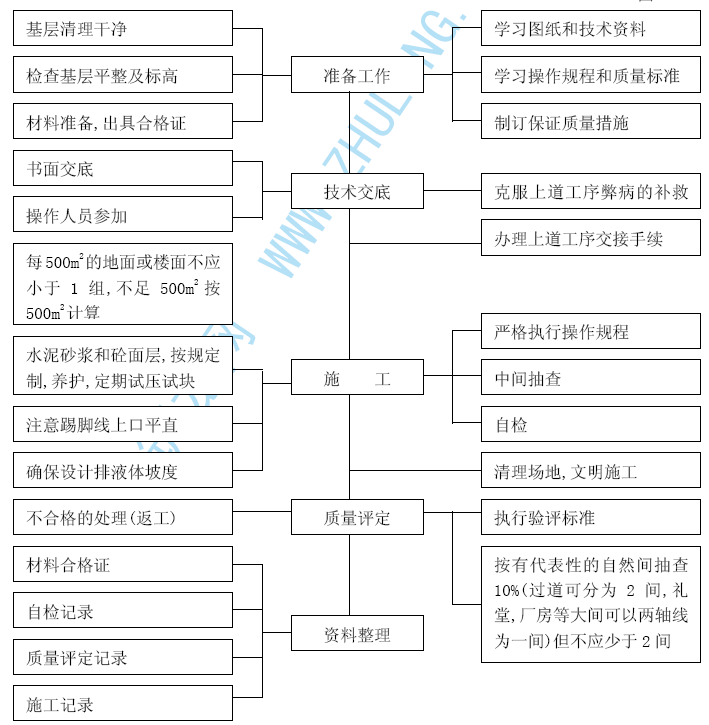 基层清理干净
检查基层平整及标高
材料准备,出具合格证
准备工作
学习图纸和技术资料
学习操作规程和质量标准
制订保证质量措施
书面交底
操作人员参加
技术交底
克服上道工序弊病的补救
办理上道工序交接手续
每500m²的地面或楼面不应
小于 1 组,不足 500m²按
500m²计算
水泥砂浆和砼面层,按规定
制,养护,定期试压试块
注意踢脚线上口平直
确保设计排液体坡度
施 工
严格执行操作规程
中间抽查
自检
清理场地,文明施工
不合格的处理(返工)
质量评定
执行验评标准
按有代表性的自然间抽查
10%(过道可分为 2 间,礼
堂,厂房等大间可以两轴线
为一间)但不应少于2间
材料合格证
自检记录
质量评定记录
施工记录
资料整理